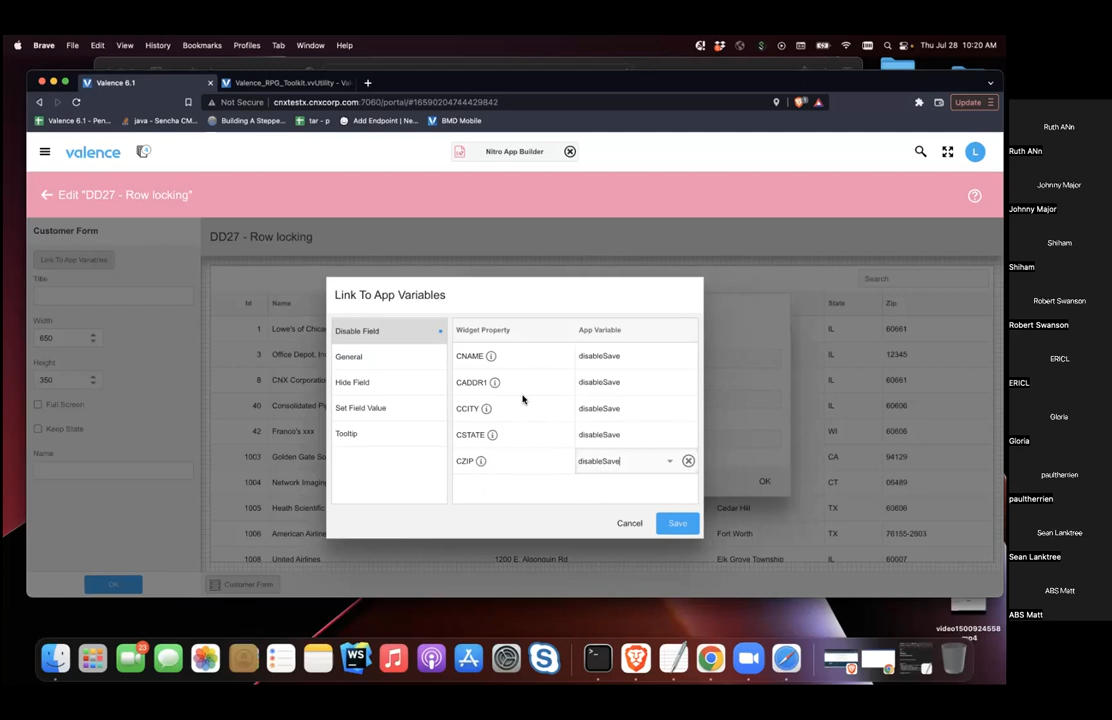 Brave File Edit View History Bookmarks Profiles Tab Window Help
Thu Jul 28 10:20 AM
Valence 6.1
Valence_RPG_Toolkit.vvUtility - Val
Not Secure cnxtestx.cnxcorp.com:7060/portal/#16590204744429842
Update
Valence 6.1 - Pen...
java - Sencha CM...
Building A Steppe...
tar - p
Add Endpoint | Ne...
BMD Mobile
valence
Nitro App Builder
L
Edit "DD27 - Row locking"
Customer Form
DD27 - Row locking
Link To App Variables
Title
Width
650
Height
350
Full Screen
Keep State
Name
OK
Search
Id Name State Zip
1 Lowe's of Chica IL 60661
3 Office Depot, In IL 12345
8 CNX Corporatio IL 60661
40 Consolidated Pi IL 60606
42 Franco's xxx WI 60606
1003 Golden Gate So CA 94129
1004 Network Imagin CT 06489
1005 Heath Scientific Cedar Hill TX 60606
1006 American Airline Fort Worth TX 76155-2603
1008 United Airlines 1200 E. Algonquin Rd Elk Grove Township IL 60007
OK
Customer Form
Link To App Variables
Disable Field
General
Hide Field
Set Field Value
Tooltip
Widget Property App Variable
CNAME disableSave
CADDR1 disableSave
CCITY disableSave
CSTATE disableSave
CZIP disableSave
Cancel
Save
video1500924558
mp4
23
WS
Ruth ANn
Ruth ANn
Johnny Major
Johnny Major
Shiham
Shiham
Robert Swanson
Robert Swanson
ERICL
ERICL
Gloria
Gloria
paultherrien
paultherrien
Sean Lanktree
Sean Lanktree
ABS Matt
ABS Matt